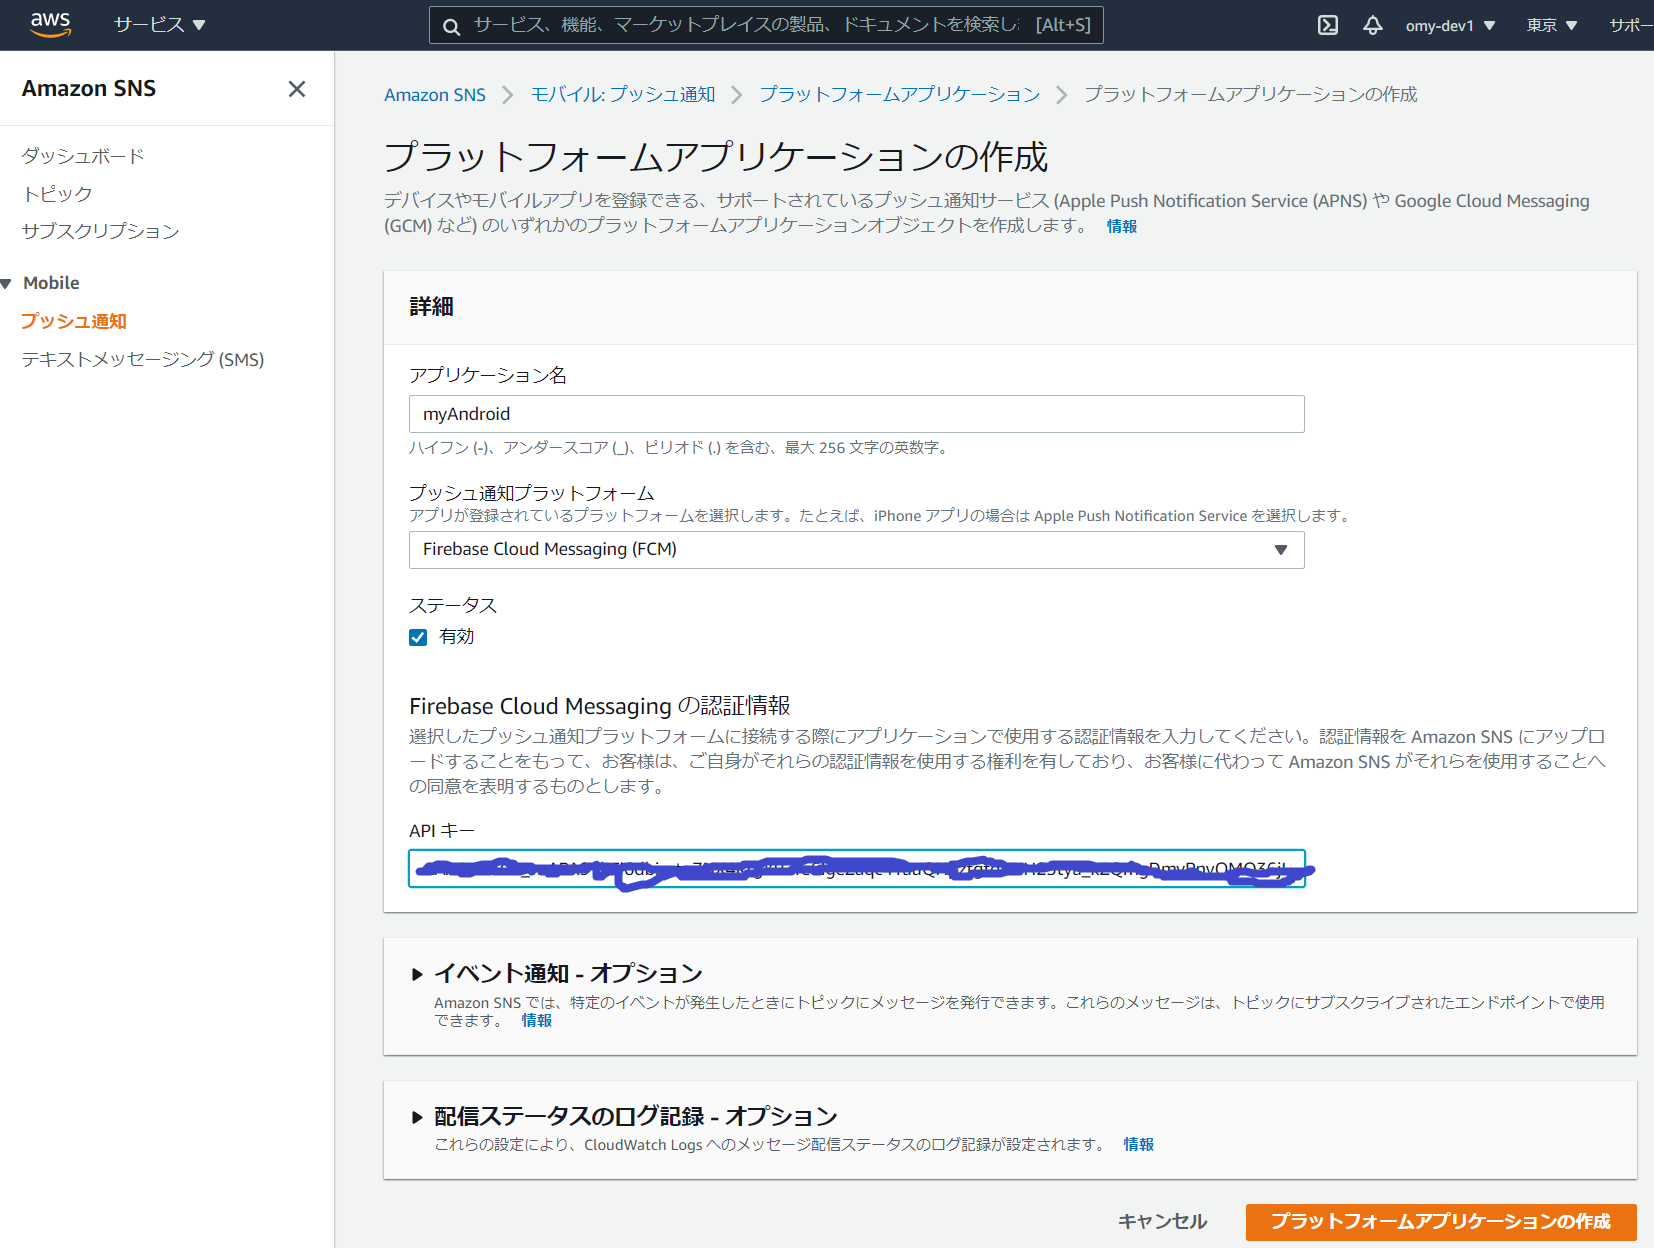 aws
サービス ▼
サービス、機能、マーケットプレイスの製品、ドキュメントを検索し [Alt+S]
omy-dev1 ▼
東京 ▼
サポー
Amazon SNS
ダッシュボード
トピック
サブスクリプション
Mobile
プッシュ通知
テキストメッセージング (SMS)
Amazon SNS > モバイル: プッシュ通知 > プラットフォームアプリケーション > プラットフォームアプリケーションの作成
プラットフォームアプリケーションの作成
デバイスやモバイルアプリを登録できる、サポートされているプッシュ通知サービス (Apple Push Notification Service (APNS) や Google Cloud Messaging
(GCM) など) のいずれかのプラットフォームアプリケーションオブジェクトを作成します。 情報
詳細
アプリケーション名
myAndroid
ハイフン (-)、アンダースコア (_)、ピリオド (.) を含む、最大 256 文字の英数字。
プッシュ通知プラットフォーム
アプリが登録されているプラットフォームを選択します。たとえば、iPhone アプリの場合は Apple Push Notification Service を選択します。
Firebase Cloud Messaging (FCM)
ステータス
有効
Firebase Cloud Messaging の認証情報
選択したプッシュ通知プラットフォームに接続する際にアプリケーションで使用する認証情報を入力してください。認証情報を Amazon SNS にアップロ
ードすることをもって、お客様は、ご自身がそれらの認証情報を使用する権利を有しており、お客様に代わって Amazon SNS がそれらを使用することへ
の同意を表明するものとします。
API キー
イベント通知 - オプション
Amazon SNS では、特定のイベントが発生したときにトピックにメッセージを発行できます。これらのメッセージは、トピックにサブスクライブされたエンドポイントで使用
できます。 情報
配信ステータスのログ記録 - オプション
これらの設定により、CloudWatch Logs へのメッセージ配信ステータスのログ記録が設定されます。 情報
キャンセル
プラットフォームアプリケーションの作成